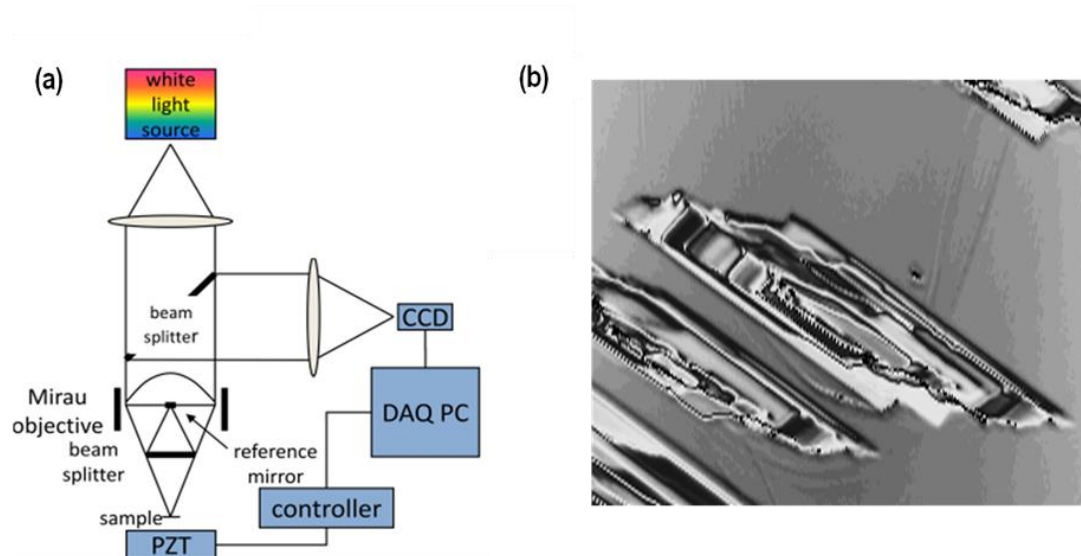 (a)
white
light
source
beam
splitter
CCD
Mirau
objective
beam
splitter
reference
mirror
DAQ PC
controller
sample
PZT
(b)